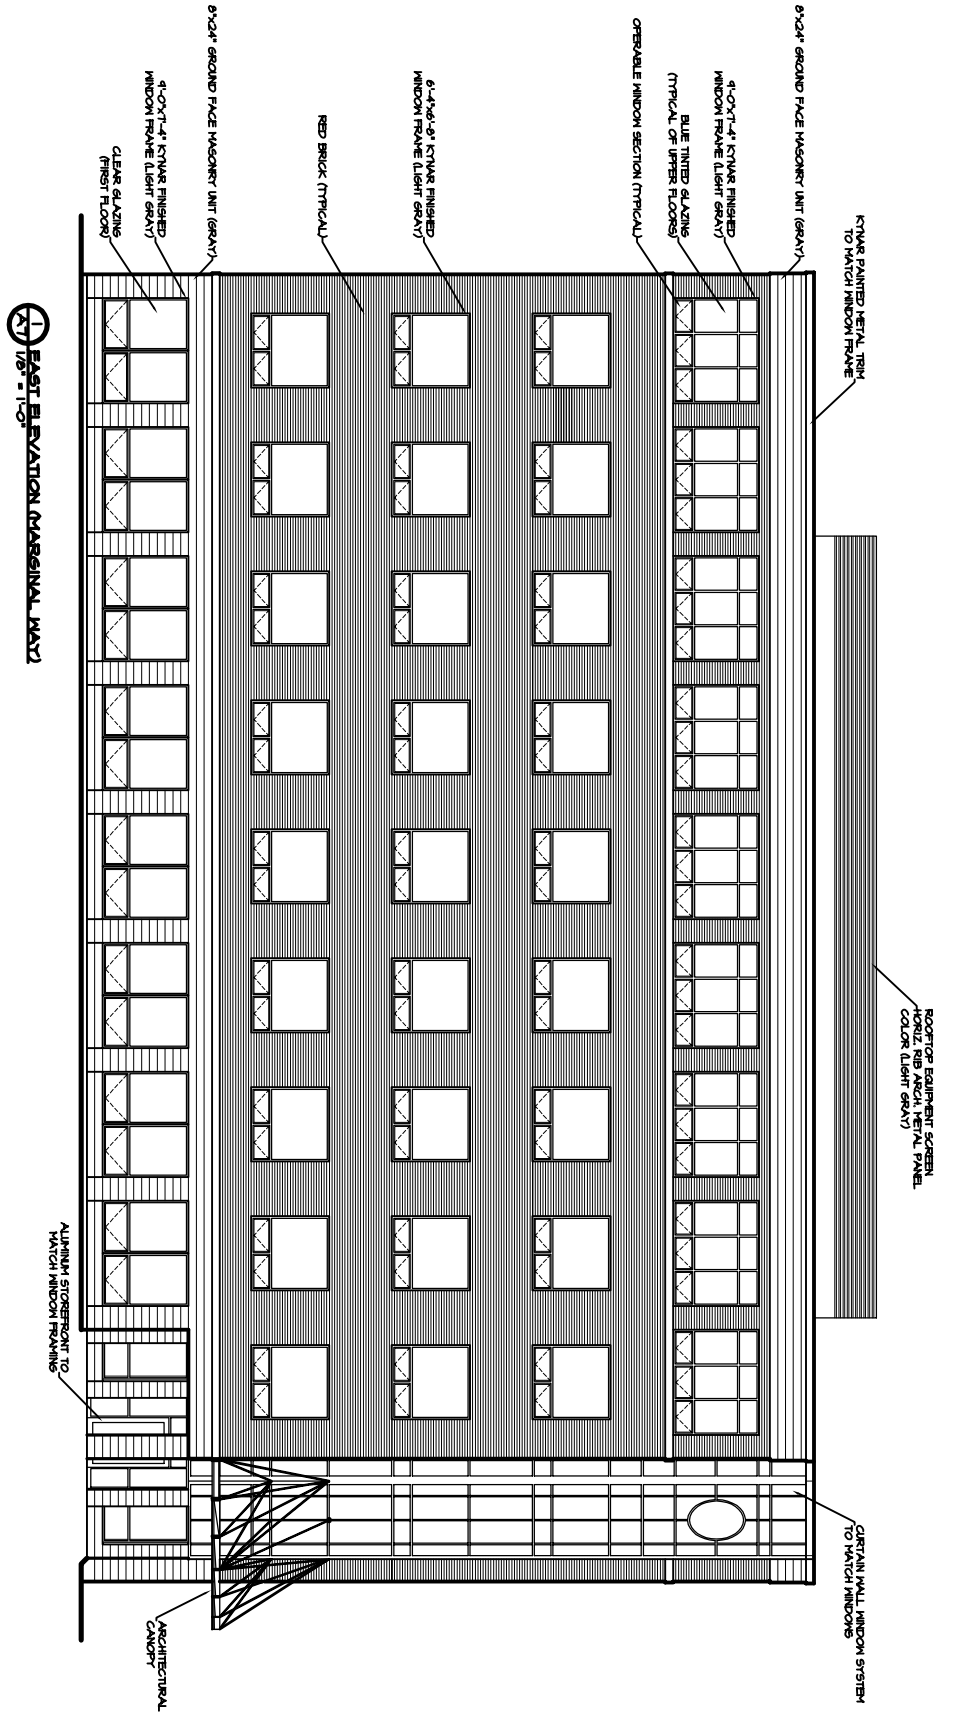 KYNAR PAINTED METAL TRIM
TO MATCH WINDOW FRAME
ROOFTOP EQUIPMENT SCREEN
HORIZ. RIB ARCH. METAL PANEL
COLOR (LIGHT GRAY)
CURTAIN WALL WINDOW SYSTEM
TO MATCH WINDOWS
8"x24" GROUND FACE MASONRY UNIT (GRAY)
9'-0"x7'-4" KYNAR FINISHED
WINDOW FRAME (LIGHT GRAY)
BLUE TINTED GLAZING
(TYPICAL OF UPPER FLOORS)
OPERABLE WINDOW SECTION (TYPICAL)
6'-4"x6'-8" KYNAR FINISHED
WINDOW FRAME (LIGHT GRAY)
RED BRICK (TYPICAL)
8"x24" GROUND FACE MASONRY UNIT (GRAY)
9'-0"x7'-4" KYNAR FINISHED
WINDOW FRAME (LIGHT GRAY)
CLEAR GLAZING
(FIRST FLOOR)
ARCHITECTURAL
CANOPY
ALUMINUM STOREFRONT TO
MATCH WINDOW FRAMING
1
A7
EAST ELEVATION (MARGINAL WAY)
1/8" = 1'-0"